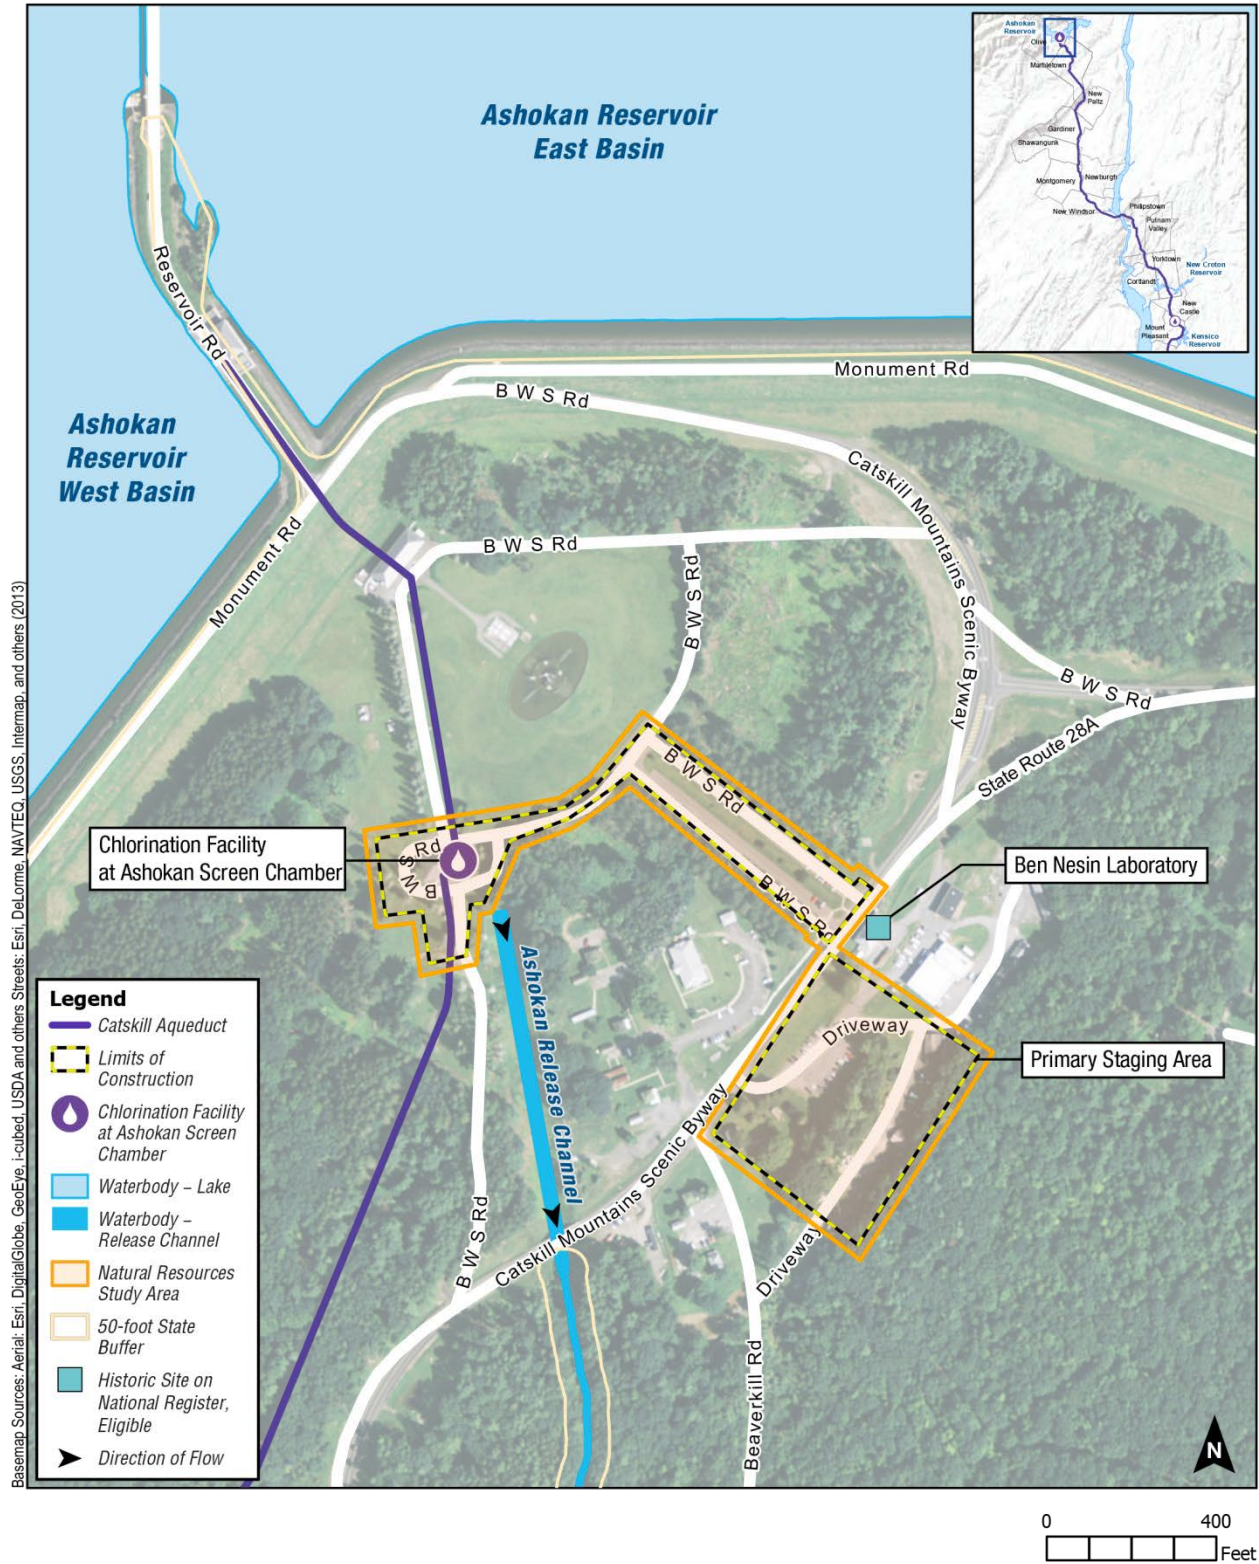 Ashokan Reservoir
East Basin
Ashokan
Reservoir
West Basin
Ashokan
Reservoir
Olive
Marbletown
New
Paltz
Gardiner
Shawangunk
Montgomery
Newburgh
New Windsor
Philipstown
Putnam
Valley
Yorktown
New Croton
Reservoir
Cortlandt
New
Castle
Mount
Pleasant
Kensico
Reservoir
Reservoir Rd
Monument Rd
B W S Rd
Catskill Mountains Scenic Byway
Monument Rd
B W S Rd
B W S Rd
B W S Rd
State Route 28A
B W S Rd
B W S Rd
B W S Rd
Chlorination Facility
at Ashokan Screen Chamber
Ben Nesin Laboratory
Primary Staging Area
Driveway
Ashokan Release Channel
Catskill Mountains Scenic Byway
B W S Rd
Driveway
Beaverkill Rd
Legend
Catskill Aqueduct
Limits of
Construction
Chlorination Facility
at Ashokan Screen
Chamber
Waterbody – Lake
Waterbody –
Release Channel
Natural Resources
Study Area
50-foot State
Buffer
Historic Site on
National Register,
Eligible
Direction of Flow
N
0 400
Feet
Basemap Sources: Aerial: Esri, DigitalGlobe, GeoEye, i-cubed, USDA and others Streets: Esri, DeLorme, NAVTEQ, USGS, Intermap, and others (2013)